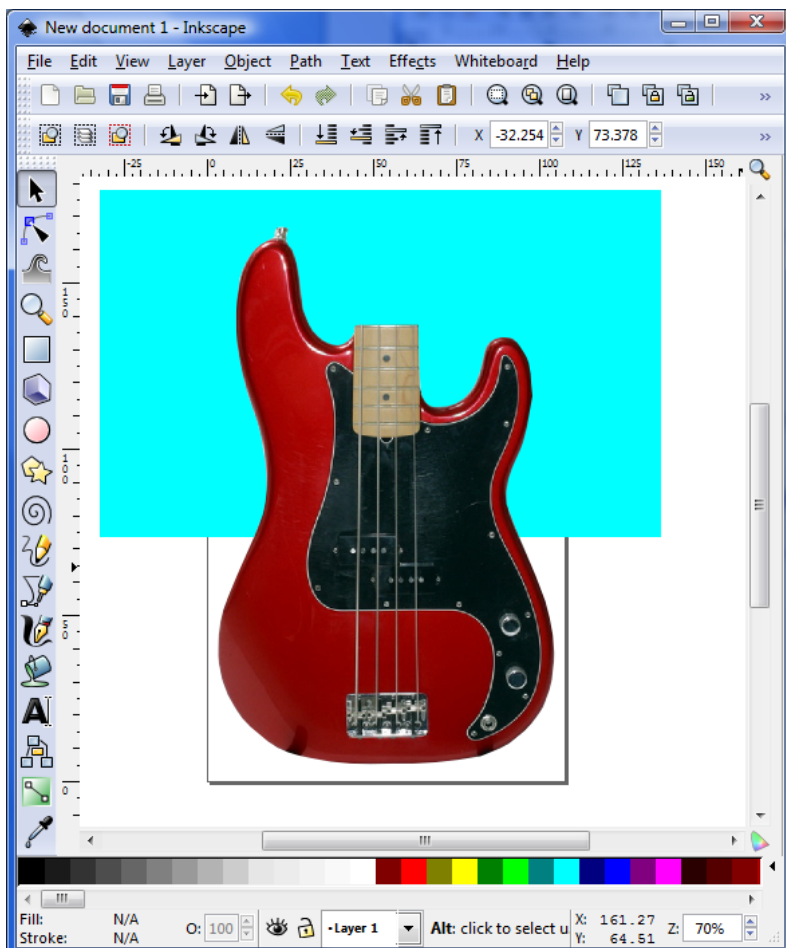 New document 1 - Inkscape
File Edit View Layer Object Path Text Effects Whiteboard Help
X -32.254 Y 73.378
-25 0 25 50 75 100 125 150
150
100
50
0
Fill: N/A
Stroke: N/A
O: 100
•Layer 1
Alt: click to select u
X: 161.27
Y: 64.51
Z: 70%